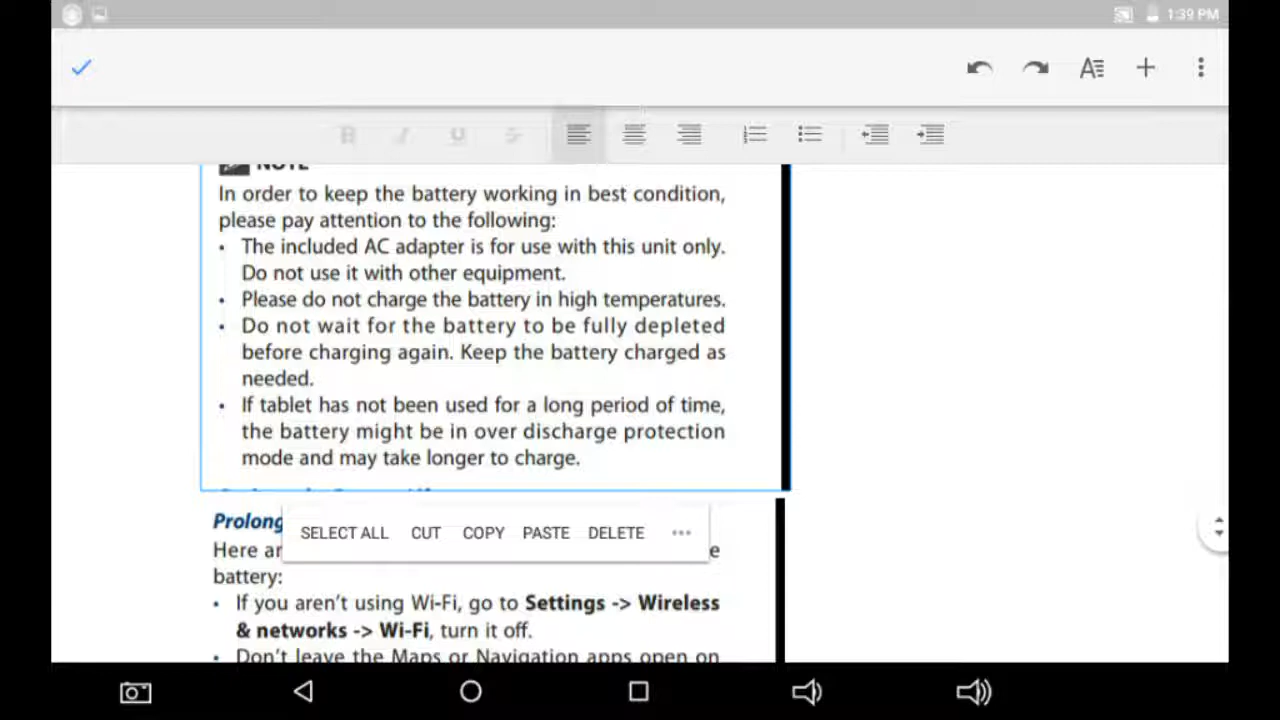 1:39 PM
B I U S
NOTE
In order to keep the battery working in best condition,
please pay attention to the following:
• The included AC adapter is for use with this unit only.
Do not use it with other equipment.
• Please do not charge the battery in high temperatures.
• Do not wait for the battery to be fully depleted
before charging again. Keep the battery charged as
needed.
• If tablet has not been used for a long period of time,
the battery might be in over discharge protection
mode and may take longer to charge.
Prolong
SELECT ALL CUT COPY PASTE DELETE
Here ar
e
battery:
• If you aren't using Wi-Fi, go to Settings -> Wireless
& networks -> Wi-Fi, turn it off.
• Don't leave the Maps or Navigation apps open on